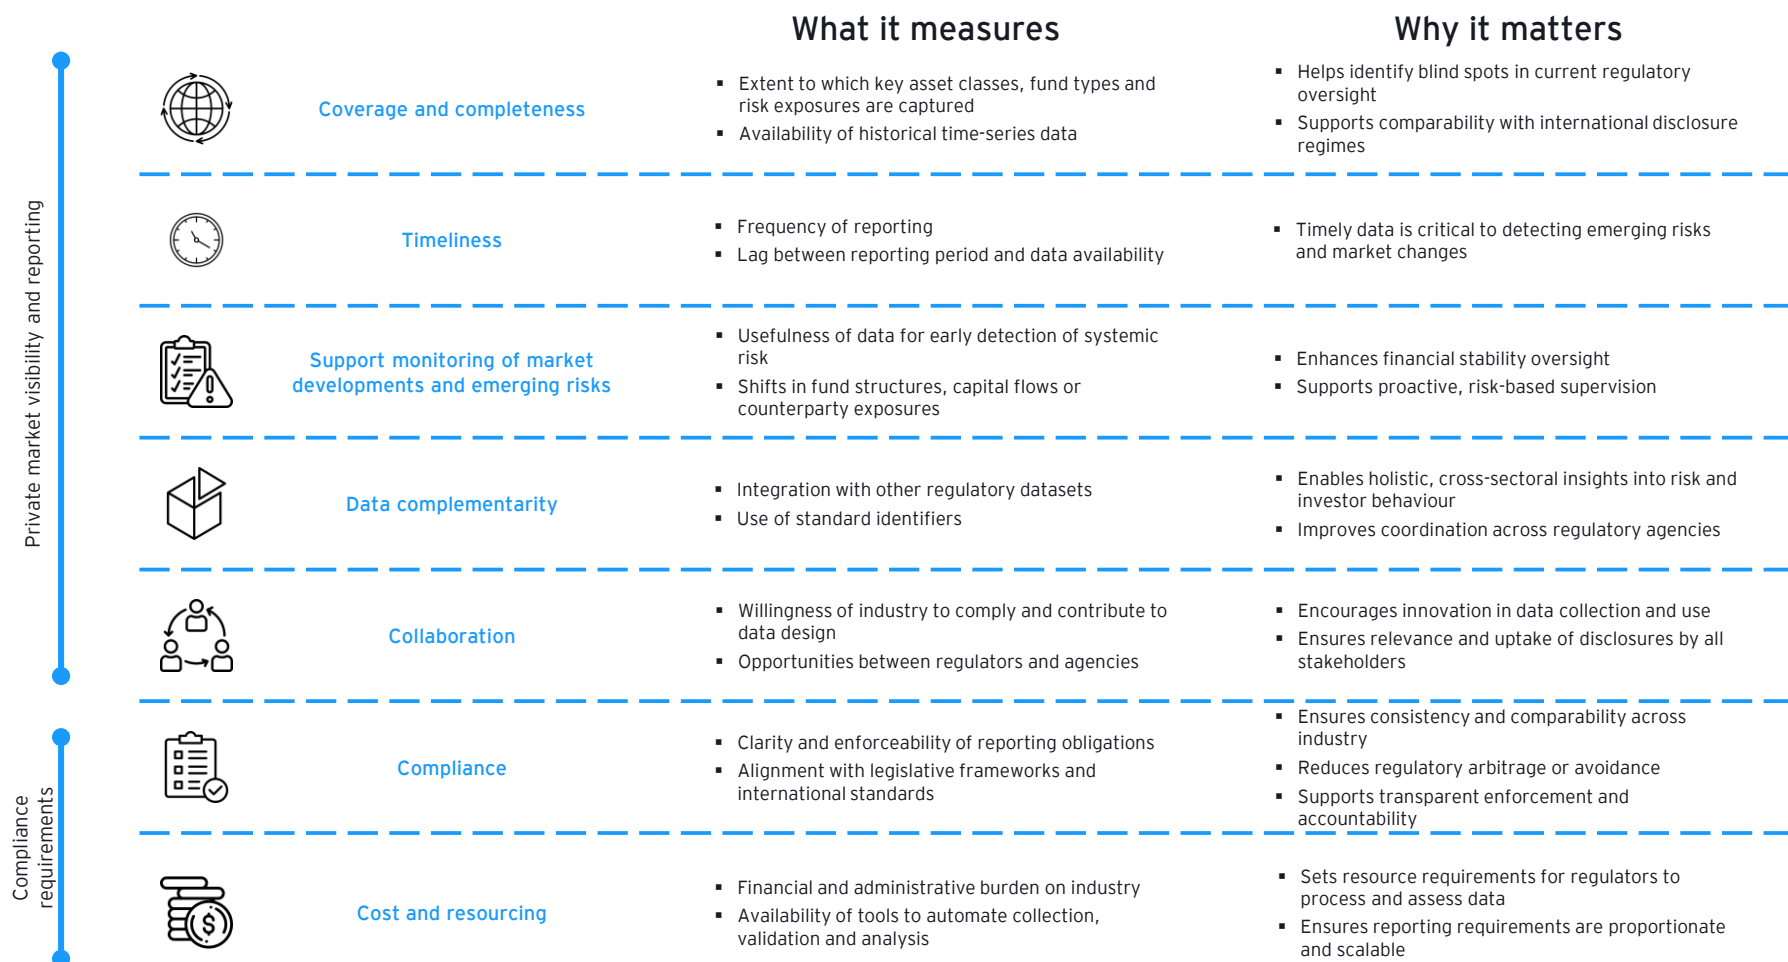 What it measures
Why it matters
Private market visibility and reporting
Coverage and completeness
▪ Extent to which key asset classes, fund types and
risk exposures are captured
▪ Availability of historical time-series data
▪ Helps identify blind spots in current regulatory
oversight
▪ Supports comparability with international disclosure
regimes
Timeliness
▪ Frequency of reporting
▪ Lag between reporting period and data availability
▪ Timely data is critical to detecting emerging risks
and market changes
Support monitoring of market
developments and emerging risks
▪ Usefulness of data for early detection of systemic
risk
▪ Shifts in fund structures, capital flows or
counterparty exposures
▪ Enhances financial stability oversight
▪ Supports proactive, risk-based supervision
Data complementarity
▪ Integration with other regulatory datasets
▪ Use of standard identifiers
▪ Enables holistic, cross-sectoral insights into risk and
investor behaviour
▪ Improves coordination across regulatory agencies
Collaboration
▪ Willingness of industry to comply and contribute to
data design
▪ Opportunities between regulators and agencies
▪ Encourages innovation in data collection and use
▪ Ensures relevance and uptake of disclosures by all
stakeholders
Compliance
requirements
Compliance
▪ Clarity and enforceability of reporting obligations
▪ Alignment with legislative frameworks and
international standards
▪ Ensures consistency and comparability across
industry
▪ Reduces regulatory arbitrage or avoidance
▪ Supports transparent enforcement and
accountability
Cost and resourcing
▪ Financial and administrative burden on industry
▪ Availability of tools to automate collection,
validation and analysis
▪ Sets resource requirements for regulators to
process and assess data
▪ Ensures reporting requirements are proportionate
and scalable
$